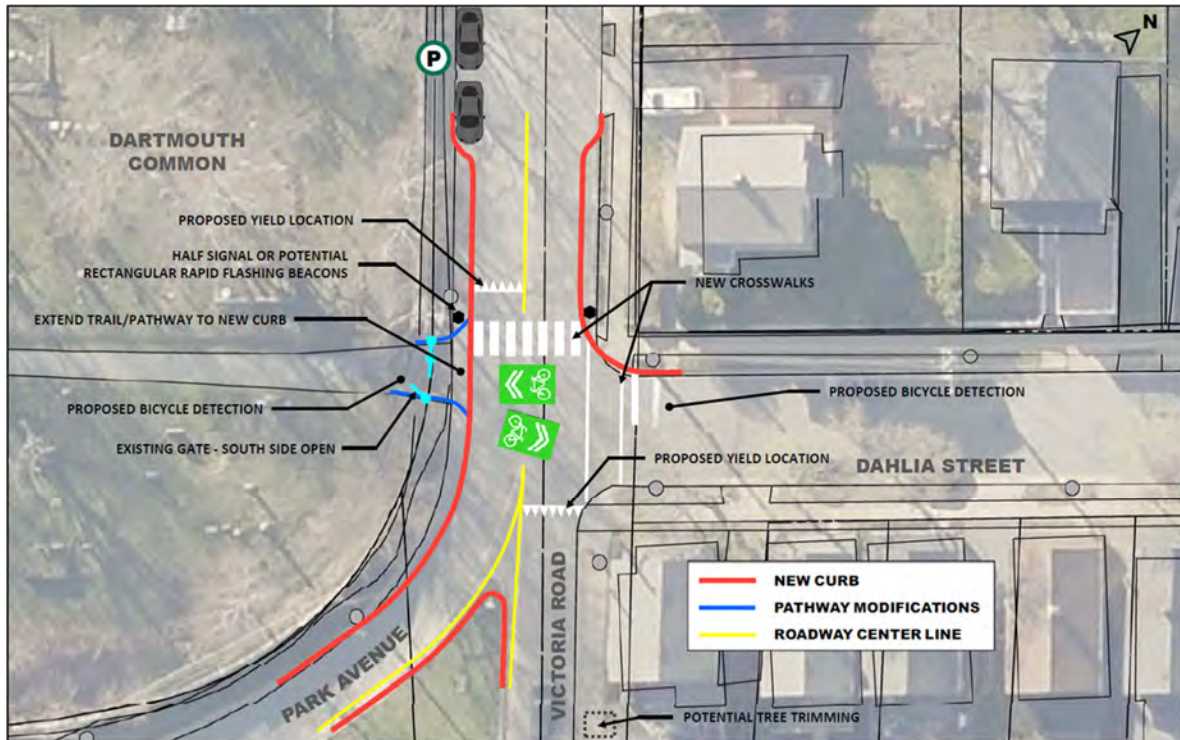 P
N
DARTMOUTH
COMMON
PROPOSED YIELD LOCATION
HALF SIGNAL OR POTENTIAL
RECTANGULAR RAPID FLASHING BEACONS
NEW CROSSWALKS
EXTEND TRAIL/PATHWAY TO NEW CURB
PROPOSED BICYCLE DETECTION
PROPOSED BICYCLE DETECTION
EXISTING GATE - SOUTH SIDE OPEN
PROPOSED YIELD LOCATION
DAHLIA STREET
VICTORIA ROAD
PARK AVENUE
NEW CURB
PATHWAY MODIFICATIONS
ROADWAY CENTER LINE
POTENTIAL TREE TRIMMING